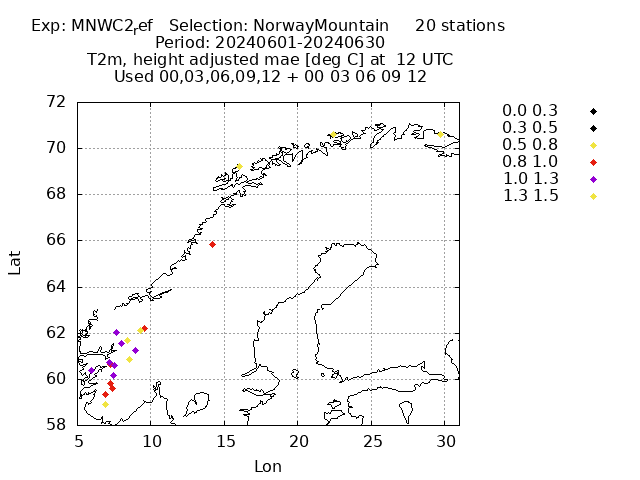 Exp: MNWC2ref   Selection: NorwayMountain     20 stations
Period: 20240601-20240630
T2m, height adjusted mae [deg C] at  12 UTC
Used 00,03,06,09,12 + 00 03 06 09 12
72
70
68
66
64
62
60
58
5 10 15 20 25 30
Lat
Lon
0.0 0.3
0.3 0.5
0.5 0.8
0.8 1.0
1.0 1.3
1.3 1.5